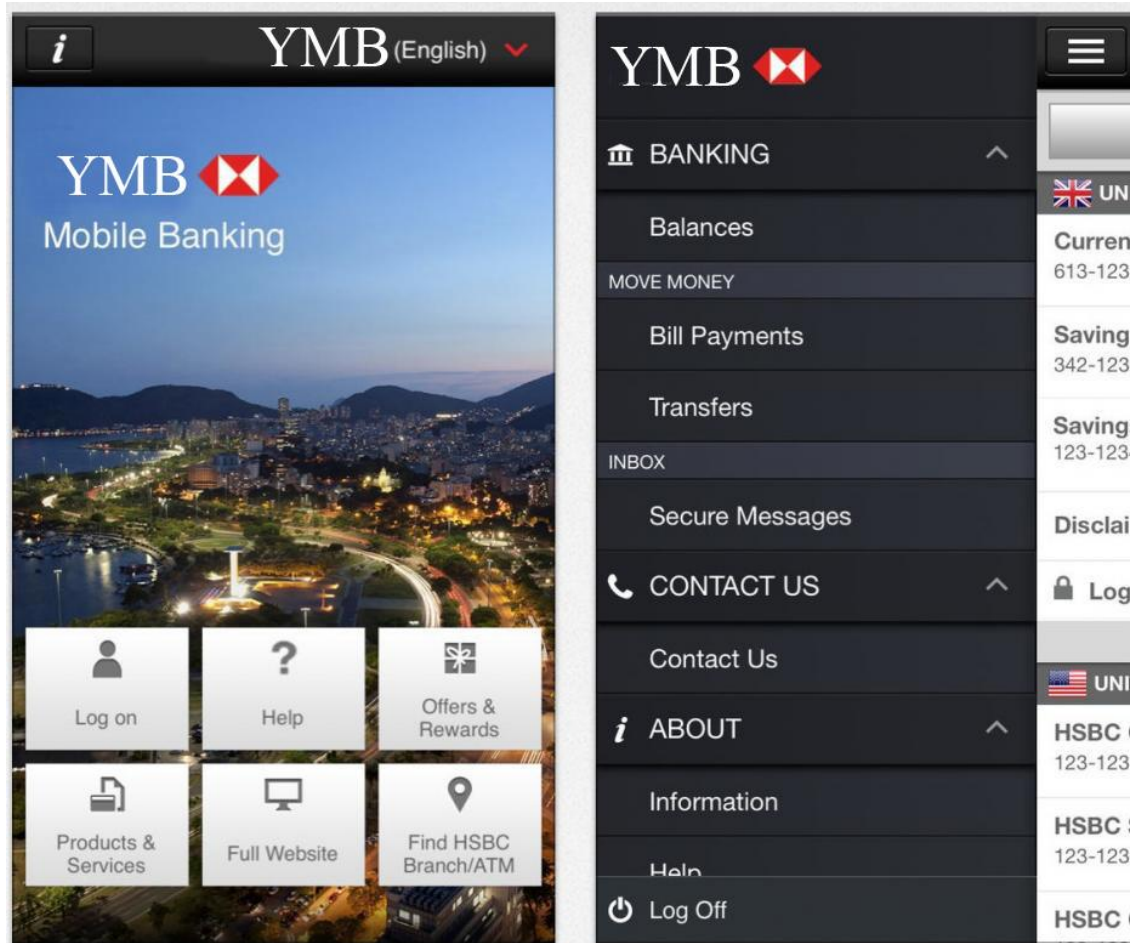 i
YMB (English)
YMB
Mobile Banking
Log on
Help
Offers &
Rewards
Products &
Services
Full Website
Find HSBC
Branch/ATM
YMB
BANKING
Balances
MOVE MONEY
Bill Payments
Transfers
INBOX
Secure Messages
CONTACT US
Contact Us
i ABOUT
Information
Help
Log Off
UNI
Curren
613-123
Saving
342-123
Saving
123-123
Disclai
Log
UNI
HSBC
123-123
HSBC
123-123
HSBC